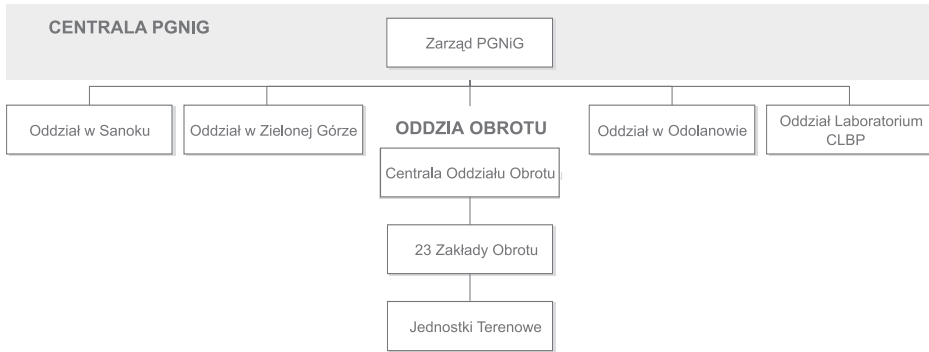 CENTRALA PGNIG
Zarząd PGNiG
Oddział w Sanoku
Oddział w Zielonej Górze
ODDZIA OBROTU
Oddział w Odolanowie
Oddział Laboratorium
CLBP
Centrala Oddziału Obrotu
23 Zakłady Obrotu
Jednostki Terenowe